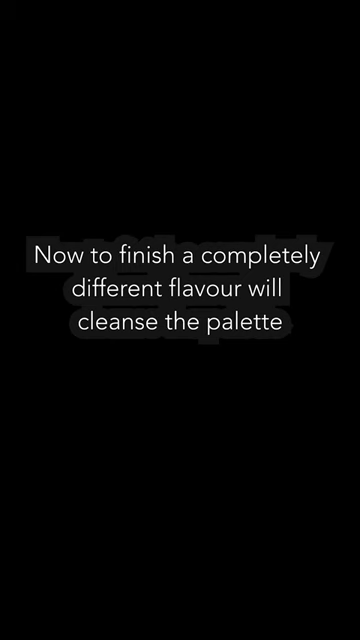 Now to finish a completely
different flavour will
cleanse the palette